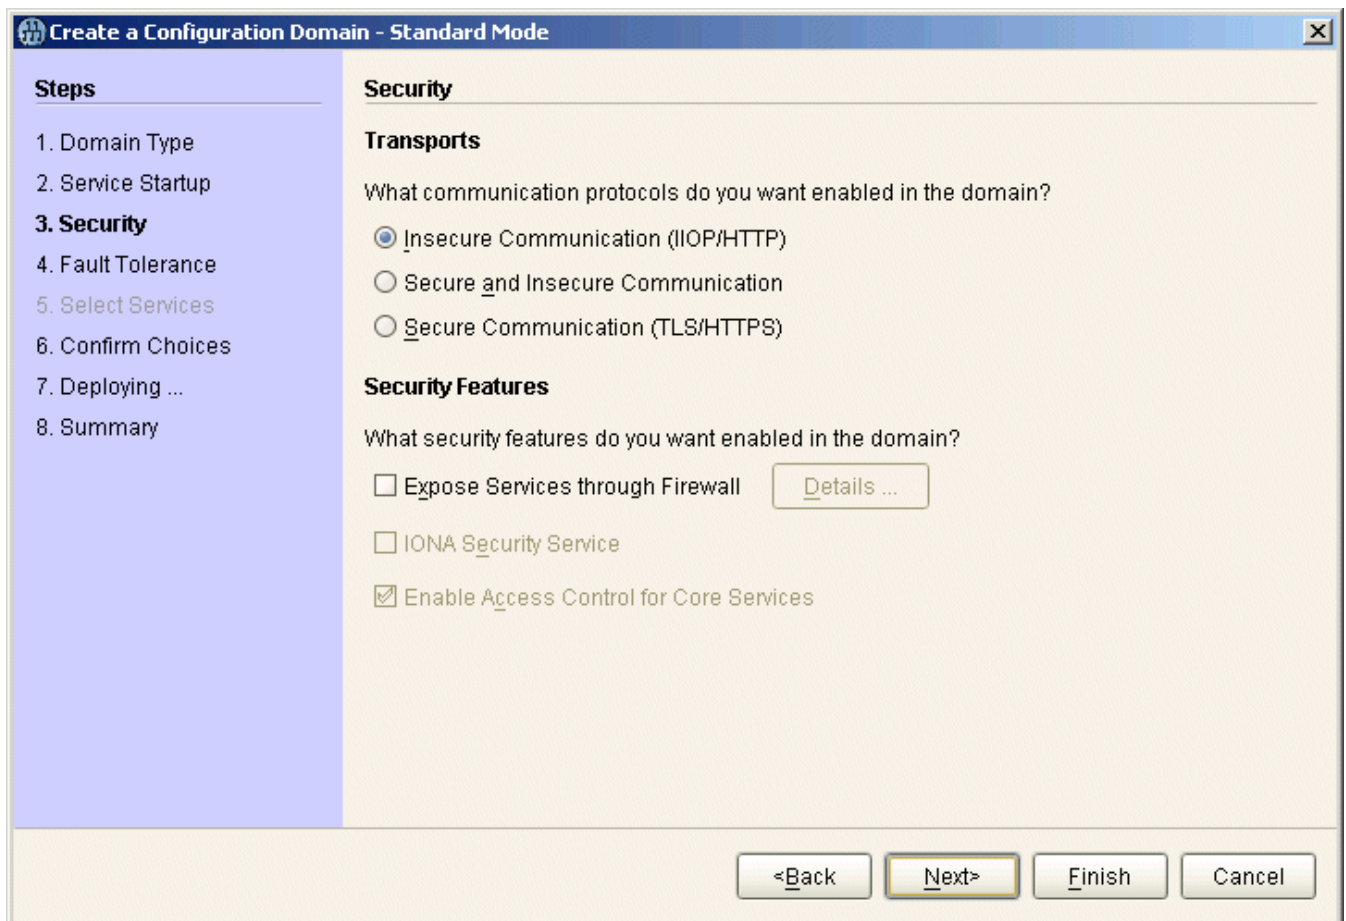 Create a Configuration Domain - Standard Mode
Steps
1. Domain Type
2. Service Startup
3. Security
4. Fault Tolerance
5. Select Services
6. Confirm Choices
7. Deploying ...
8. Summary
Security
Transports
What communication protocols do you want enabled in the domain?
Insecure Communication (IIOP/HTTP)
Secure and Insecure Communication
Secure Communication (TLS/HTTPS)
Security Features
What security features do you want enabled in the domain?
Expose Services through Firewall Details ...
IONA Security Service
Enable Access Control for Core Services
<Back Next> Finish Cancel